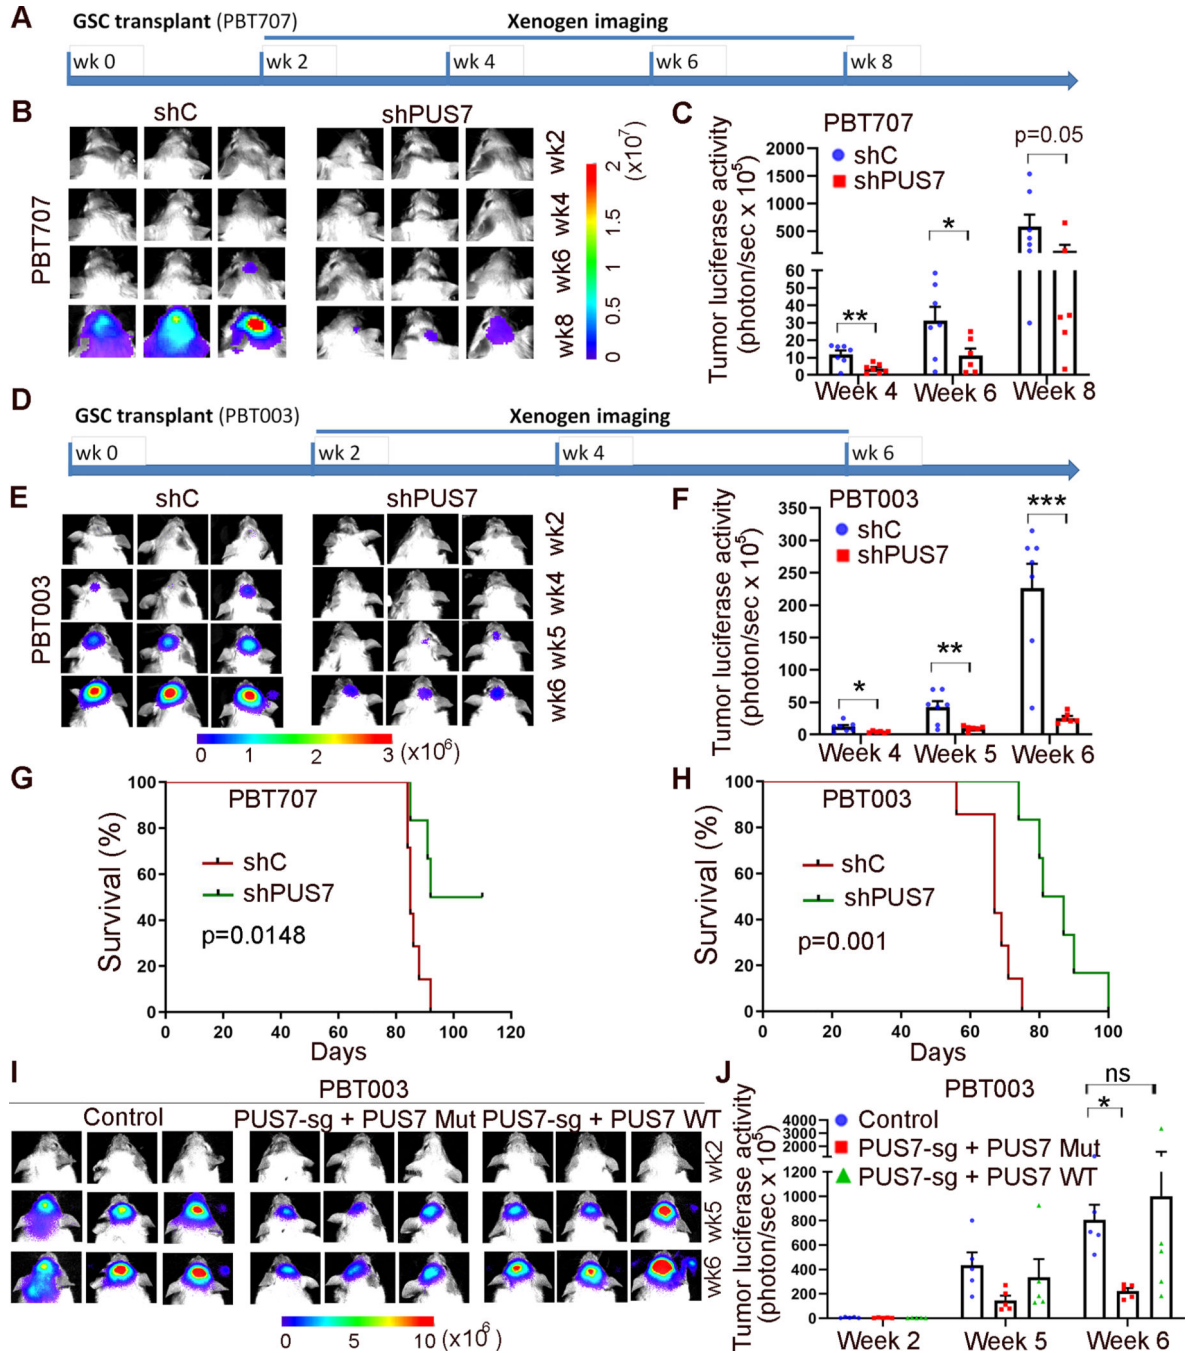 A
GSC transplant (PBT707)
Xenogen imaging
wk 0
wk 2
wk 4
wk 6
wk 8
B
shC
shPUS7
PBT707
wk2
wk4
wk6
wk8
0
0.5
1
1.5
2
(x10⁷)
C
PBT707
shC
shPUS7
p=0.05
*
**
Tumor luciferase activity
(photon/sec x 10⁵)
2000
1500
1000
500
60
50
40
30
20
10
0
Week 4
Week 6
Week 8
D
GSC transplant (PBT003)
Xenogen imaging
wk 0
wk 2
wk 4
wk 6
E
shC
shPUS7
PBT003
wk2
wk4
wk5
wk6
0
1
2
3
(x10⁶)
F
PBT003
shC
shPUS7
***
**
*
Tumor luciferase activity
(photon/sec x 10⁵)
350
300
250
200
150
100
50
0
Week 4
Week 5
Week 6
G
PBT707
shC
shPUS7
p=0.0148
Survival (%)
100
80
60
40
20
0
0
20
40
60
80
100
120
Days
H
PBT003
shC
shPUS7
p=0.001
Survival (%)
100
80
60
40
20
0
0
20
40
60
80
100
Days
I
PBT003
Control
PUS7-sg + PUS7 Mut
PUS7-sg + PUS7 WT
wk2
wk5
wk6
0
5
10
(x10⁶)
J
PBT003
ns
*
Control
PUS7-sg + PUS7 Mut
PUS7-sg + PUS7 WT
Tumor luciferase activity
(photon/sec x 10⁵)
4000
3000
2000
1200
1000
800
600
400
200
0
Week 2
Week 5
Week 6